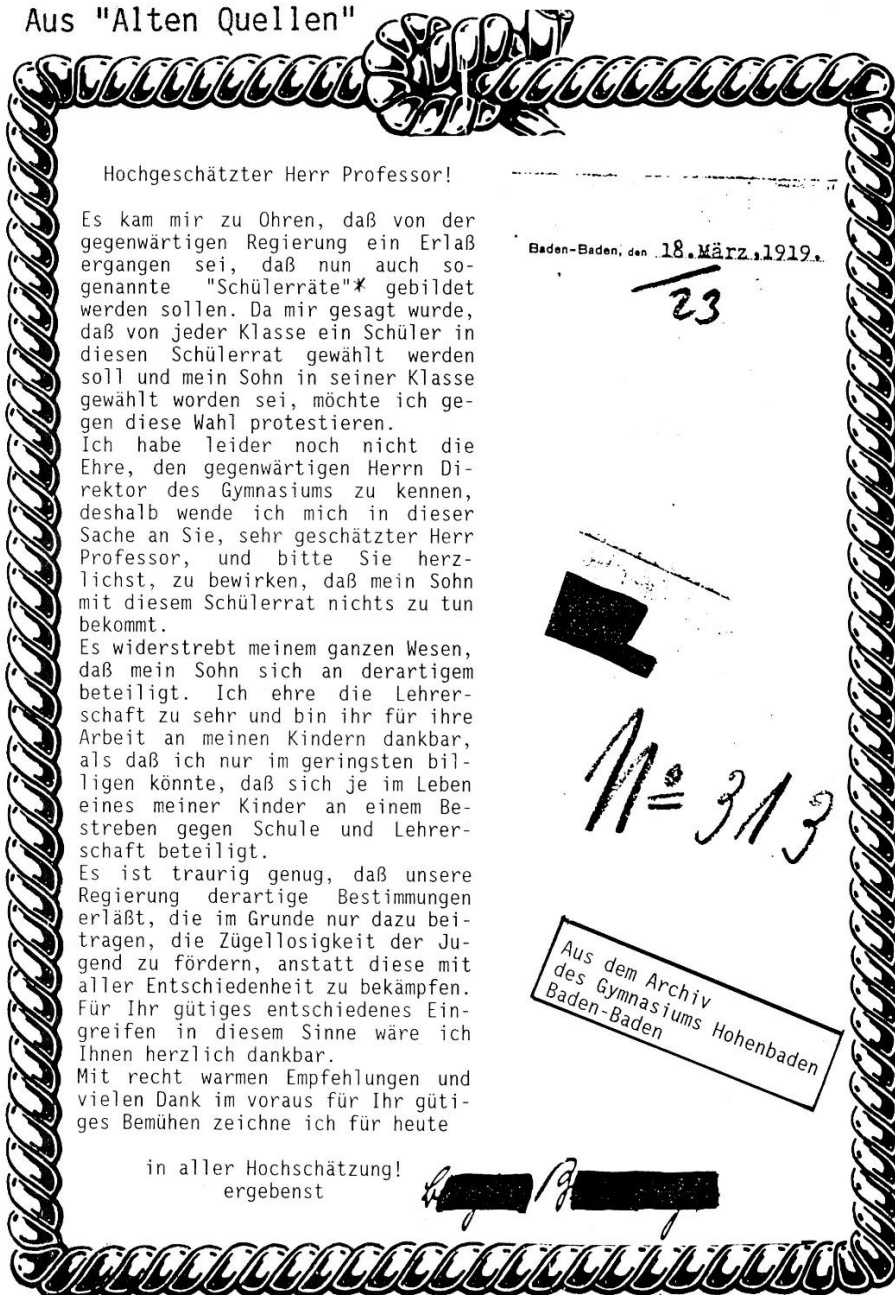 Aus "Alten Quellen"
Hochgeschätzter Herr Professor!
Es kam mir zu Ohren, daß von der
gegenwärtigen Regierung ein Erlaß
ergangen sei, daß nun auch so-
genannte "Schülerräte"* gebildet
werden sollen. Da mir gesagt wurde,
daß von jeder Klasse ein Schüler in
diesen Schülerrat gewählt werden
soll und mein Sohn in seiner Klasse
gewählt worden sei, möchte ich ge-
gen diese Wahl protestieren.
Ich habe leider noch nicht die
Ehre, den gegenwärtigen Herrn Di-
rektor des Gymnasiums zu kennen,
deshalb wende ich mich in dieser
Sache an Sie, sehr geschätzter Herr
Professor, und bitte Sie herz-
lichst, zu bewirken, daß mein Sohn
mit diesem Schülerrat nichts zu tun
bekommt.
Es widerstrebt meinem ganzen Wesen,
daß mein Sohn sich an derartigem
beteiligt. Ich ehre die Lehrer-
schaft zu sehr und bin ihr für ihre
Arbeit an meinen Kindern dankbar,
als daß ich nur im geringsten bil-
ligen könnte, daß sich je im Leben
eines meiner Kinder an einem Be-
streben gegen Schule und Lehrer-
schaft beteiligt.
Es ist traurig genug, daß unsere
Regierung derartige Bestimmungen
erläßt, die im Grunde nur dazu bei-
tragen, die Zügellosigkeit der Ju-
gend zu fördern, anstatt diese mit
aller Entschiedenheit zu bekämpfen.
Für Ihr gütiges entschiedenes Ein-
greifen in diesem Sinne wäre ich
Ihnen herzlich dankbar.
Mit recht warmen Empfehlungen und
vielen Dank im voraus für Ihr güti-
ges Bemühen zeichne ich für heute
in aller Hochschätzung!
ergebenst
Baden-Baden, den 18.März,1919.
23
No 313
Aus dem Archiv
des Gymnasiums Hohenbaden
Baden-Baden